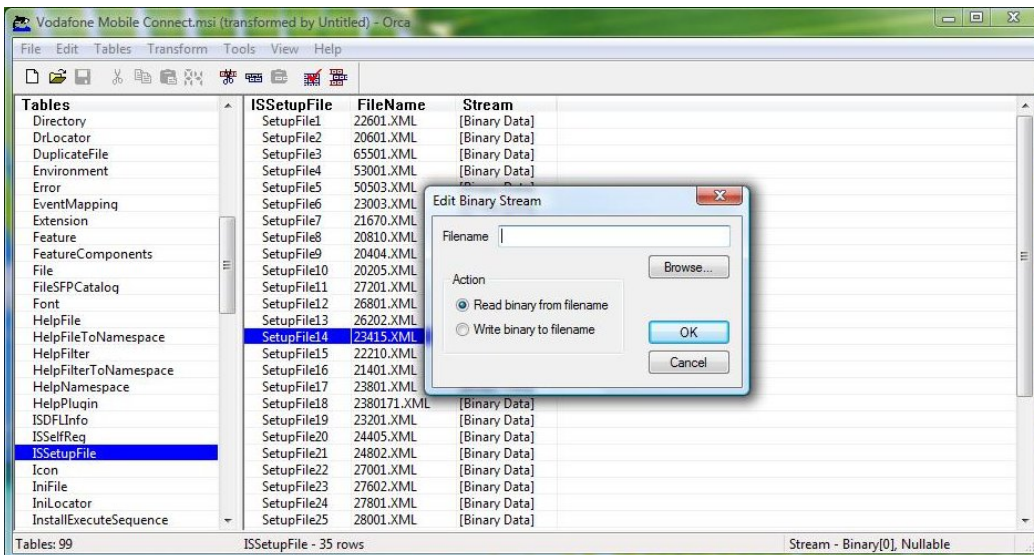 Vodafone Mobile Connect.msi (transformed by Untitled) - Orca
File Edit Tables Transform Tools View Help
Tables ISSetupFile FileName Stream
Directory SetupFile1 22601.XML [Binary Data]
DrLocator SetupFile2 20601.XML [Binary Data]
DuplicateFile SetupFile3 65501.XML [Binary Data]
Environment SetupFile4 53001.XML [Binary Data]
Error SetupFile5 50503.XML
EventMapping SetupFile6 23003.XML
Extension SetupFile7 21670.XML
Feature SetupFile8 20810.XML
FeatureComponents SetupFile9 20404.XML
File SetupFile10 20205.XML
FileSFPCatalog SetupFile11 27201.XML
Font SetupFile12 26801.XML
HelpFile SetupFile13 26202.XML
HelpFileToNamespace SetupFile14 23415.XML
HelpFilter SetupFile15 22210.XML
HelpFilterToNamespace SetupFile16 21401.XML
HelpNamespace SetupFile17 23801.XML
HelpPlugin SetupFile18 2380171.XML [Binary Data]
ISDFLInfo SetupFile19 23201.XML [Binary Data]
ISSelfReg SetupFile20 24405.XML [Binary Data]
ISSetupFile SetupFile21 24802.XML [Binary Data]
Icon SetupFile22 27001.XML [Binary Data]
IniFile SetupFile23 27602.XML [Binary Data]
IniLocator SetupFile24 27801.XML [Binary Data]
InstallExecuteSequence SetupFile25 28001.XML [Binary Data]
Edit Binary Stream
Filename
Browse...
Action
Read binary from filename
Write binary to filename
OK
Cancel
Tables: 99 ISSetupFile - 35 rows Stream - Binary[0], Nullable